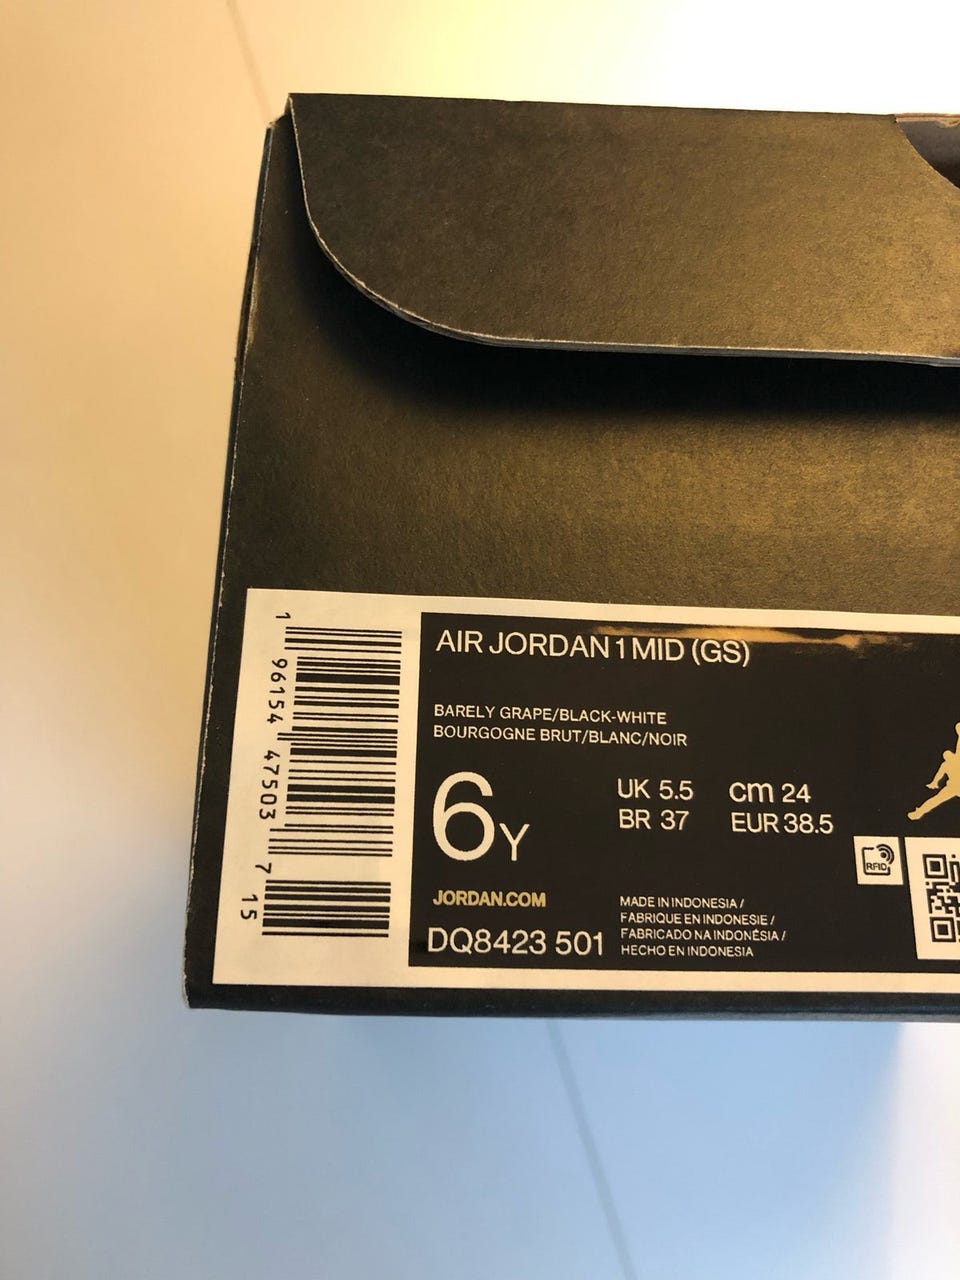 1 96154 47503 7 15
AIR JORDAN 1 MID (GS)
BARELY GRAPE/BLACK-WHITE
BOURGOGNE BRUT/BLANC/NOIR
6Y
UK 5.5 cm 24
BR 37 EUR 38.5
RFID
JORDAN.COM
DQ8423 501
MADE IN INDONESIA /
FABRIQUE EN INDONESIE /
FABRICADO NA INDONÉSIA /
HECHO EN INDONESIA